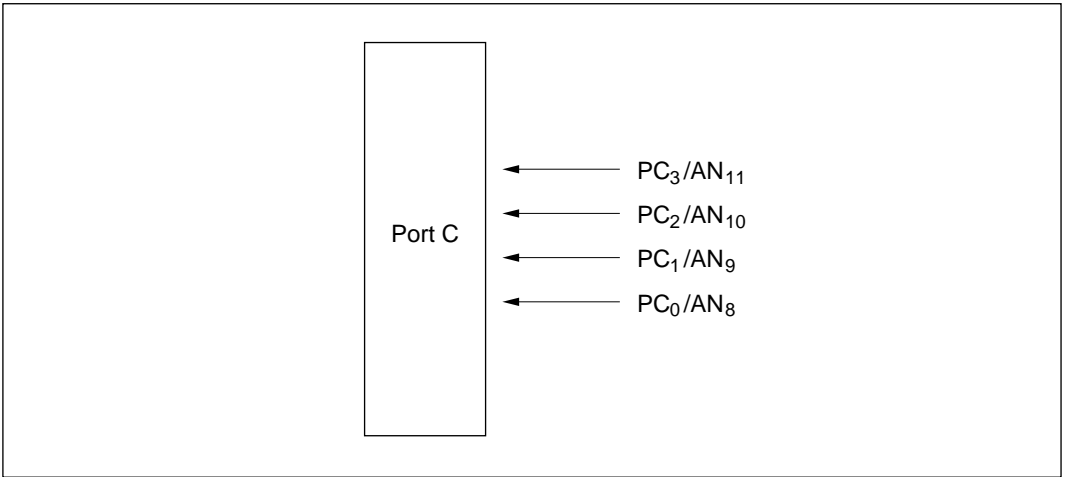 Port C
PC₃/AN₁₁
PC₂/AN₁₀
PC₁/AN₉
PC₀/AN₈